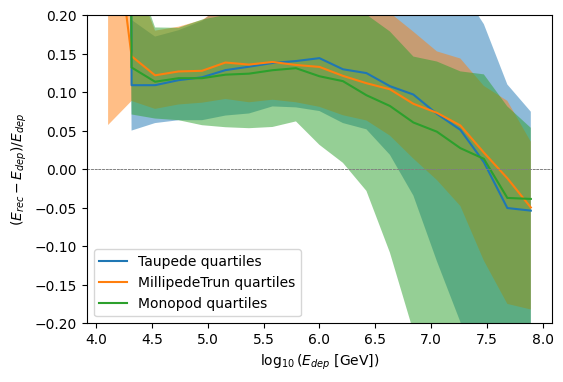 0.20
0.15
0.10
0.05
0.00
−0.05
−0.10
−0.15
−0.20
(E_rec − E_dep)/E_dep
Taupede quartiles
MillipedeTrun quartiles
Monopod quartiles
4.0 4.5 5.0 5.5 6.0 6.5 7.0 7.5 8.0
log₁₀(E_dep [GeV])